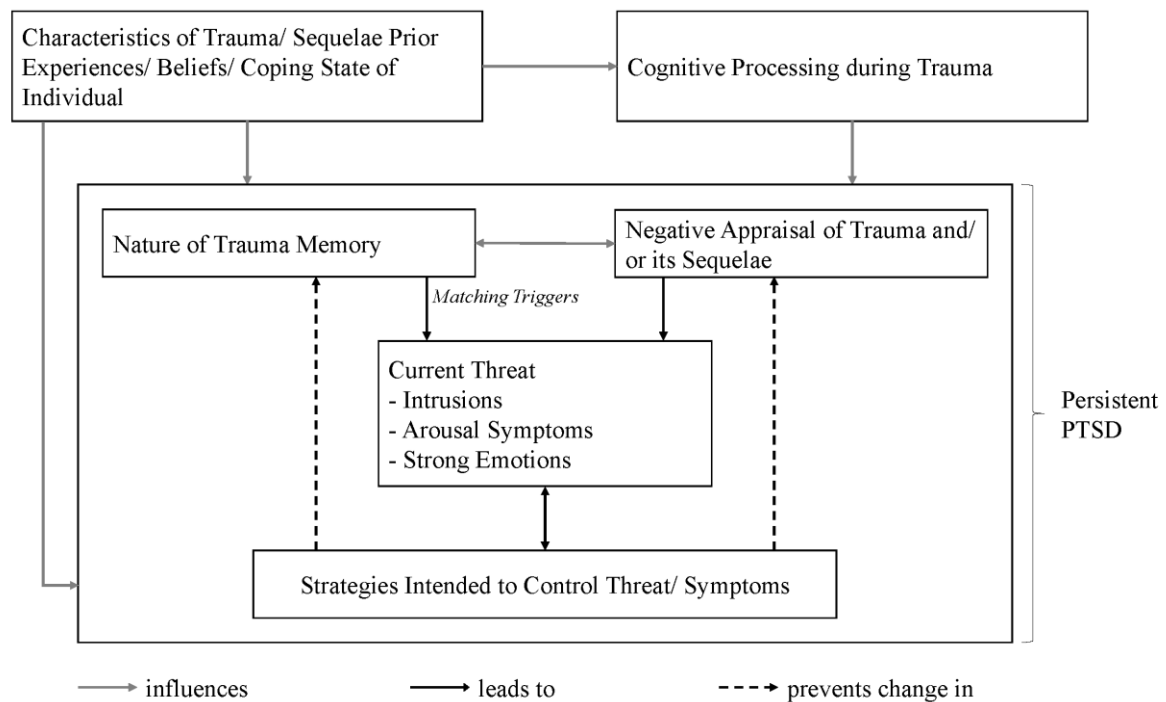 Characteristics of Trauma/ Sequelae Prior
Experiences/ Beliefs/ Coping State of
Individual
Cognitive Processing during Trauma
Nature of Trauma Memory
Negative Appraisal of Trauma and/
or its Sequelae
Matching Triggers
Current Threat
- Intrusions
- Arousal Symptoms
- Strong Emotions
Persistent
PTSD
Strategies Intended to Control Threat/ Symptoms
influences
leads to
prevents change in